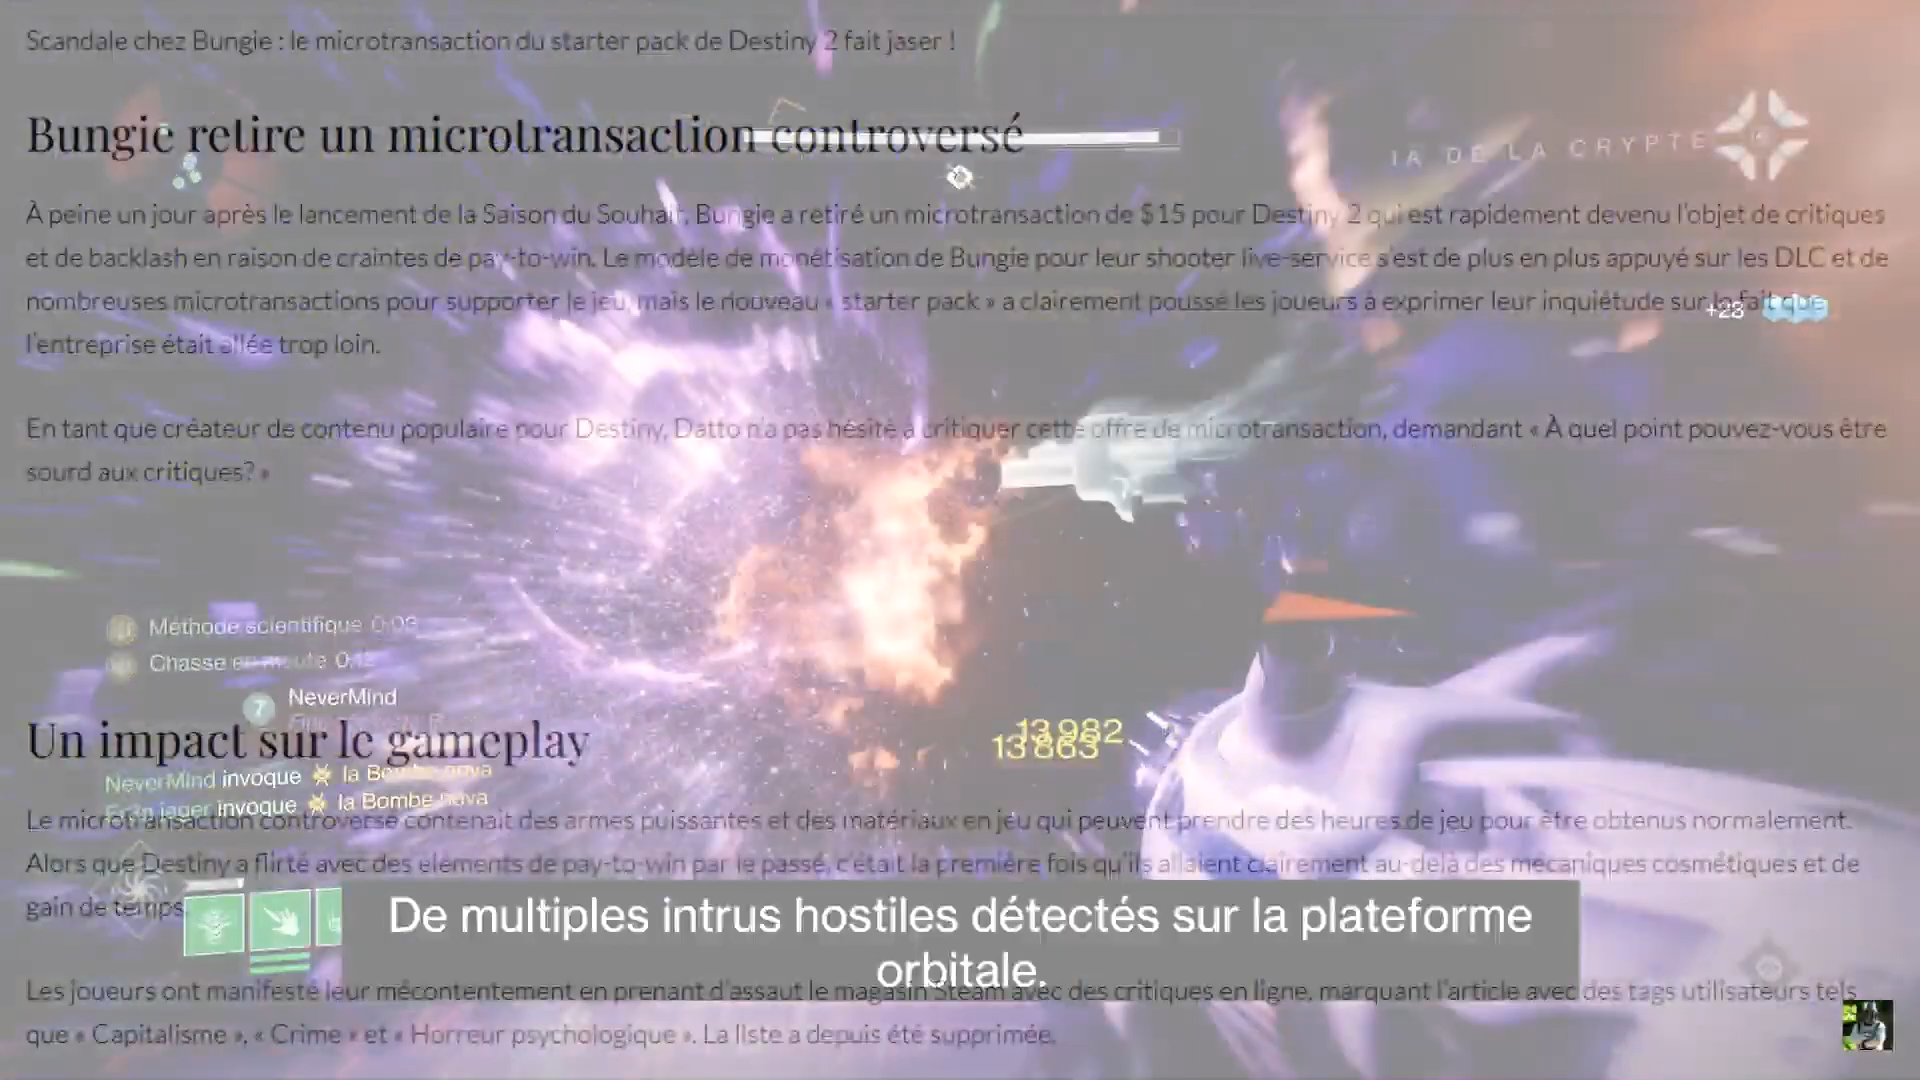 Scandale chez Bungie : le microtransaction du starter pack de Destiny 2 fait jaser !
Bungie retire un microtransaction controversé
IA DE LA CRYPTE
À peine un jour après le lancement de la Saison du Souhait, Bungie a retiré un microtransaction de $15 pour Destiny 2 qui est rapidement devenu l'objet de critiques
et de backlash en raison de craintes de pay-to-win. Le modèle de monétisation de Bungie pour leur shooter live-service s'est de plus en plus appuyé sur les DLC et de
nombreuses microtransactions pour supporter le jeu, mais le nouveau « starter pack » a clairement poussé les joueurs à exprimer leur inquiétude sur le fait que
+23
l'entreprise était allée trop loin.
En tant que créateur de contenu populaire pour Destiny, Datto n'a pas hésité à critiquer cette offre de microtransaction, demandant « À quel point pouvez-vous être
sourd aux critiques? »
Méthode scientifique 0:03
Chasse en meute 0:12
7 NeverMind
Un impact sur le gameplay
13 982
13 863
NeverMind invoque la Bombe nova
invoque la Bombe nova
Le microtransaction controversé contenait des armes puissantes et des matériaux en jeu qui peuvent prendre des heures de jeu pour être obtenus normalement.
Alors que Destiny a flirté avec des éléments de pay-to-win par le passé, c'était la première fois qu'ils allaient clairement au-delà des mécaniques cosmétiques et de
gain de temps.
De multiples intrus hostiles détectés sur la plateforme
orbitale.
Les joueurs ont manifesté leur mécontentement en prenant d'assaut le magasin Steam avec des critiques en ligne, marquant l'article avec des tags utilisateurs tels
que « Capitalisme », « Crime » et « Horreur psychologique ». La liste a depuis été supprimée.